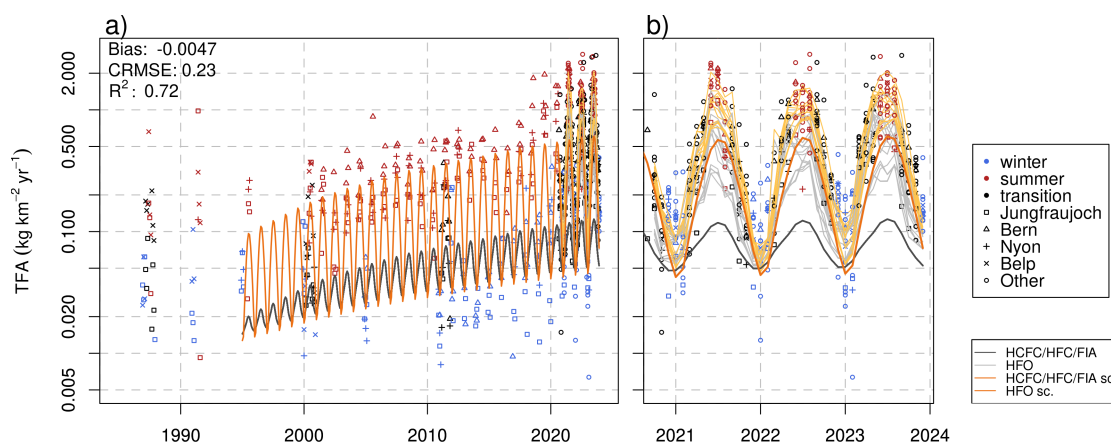 a)
Bias: -0.0047
CRMSE: 0.23
R2: 0.72
b)
TFA (kg km−2 yr−1)
2.000
0.500
0.100
0.020
0.005
1990
2000
2010
2020
2021
2022
2023
2024
winter
summer
transition
Jungfraujoch
Bern
Nyon
Belp
Other
HCFC/HFC/FIA
HFO
HCFC/HFC/FIA sc
HFO sc.